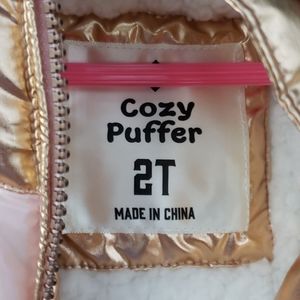 Cozy
Puffer
2T
MADE IN CHINA